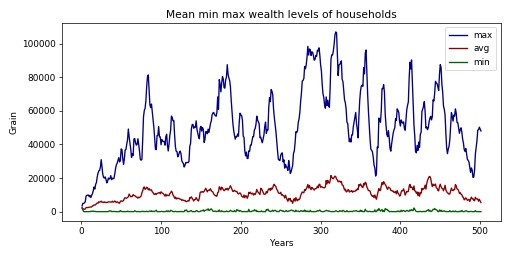 Mean min max wealth levels of households
max
avg
min
100000
80000
60000
40000
20000
0
Grain
0 100 200 300 400 500
Years